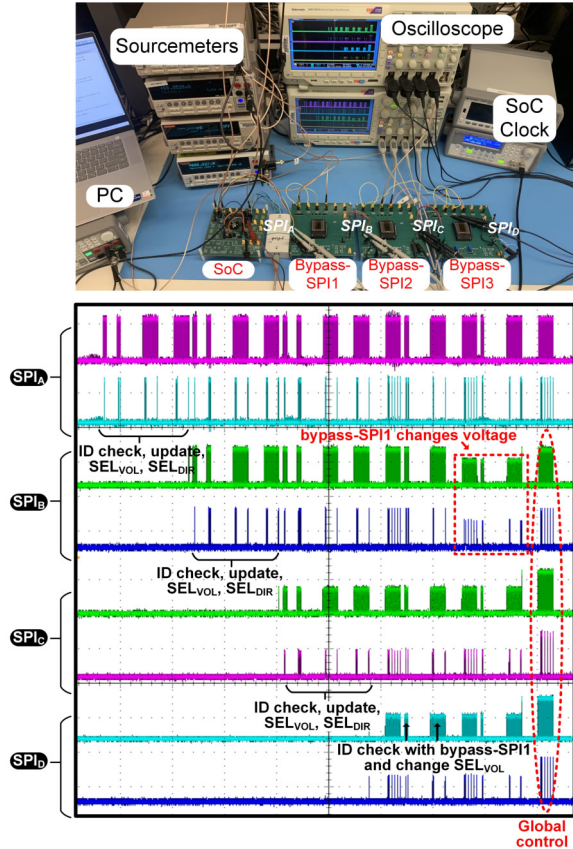 Sourcemeters
Oscilloscope
SoC
Clock
PC
SPIA
SPIB
SPIC
SPID
SoC
Bypass-
SPI1
Bypass-
SPI2
Bypass-
SPI3
SPIA
ID check, update,
SELVOL, SELDIR
bypass-SPI1 changes voltage
SPIB
ID check, update,
SELVOL, SELDIR
SPIC
ID check, update,
SELVOL, SELDIR
ID check with bypass-SPI1
and change SELVOL
SPID
Global
control